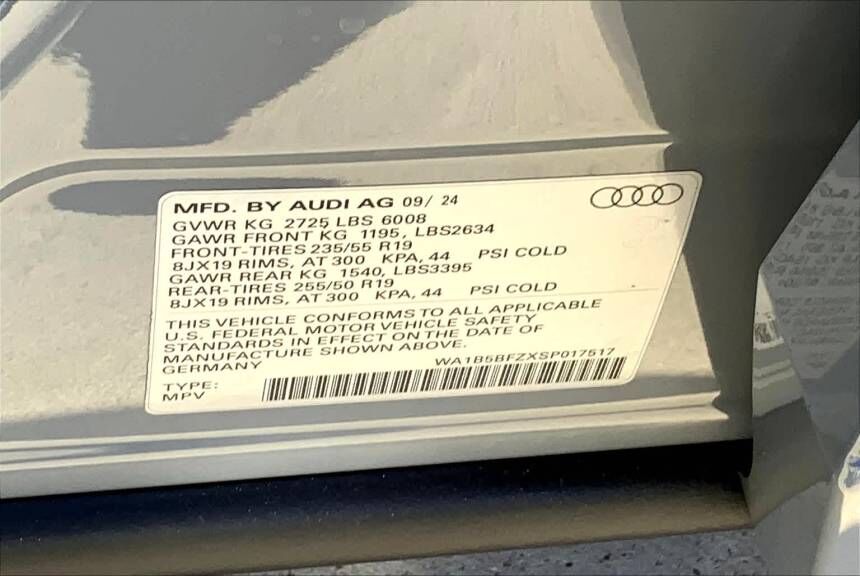 MFD. BY AUDI AG 09/ 24
GVWR KG 2725 LBS 6008
GAWR FRONT KG 1195, LBS2634
FRONT-TIRES 235/55 R19
8JX19 RIMS, AT 300 KPA, 44 PSI COLD
GAWR REAR KG 1540, LBS3395
REAR-TIRES 255/50 R19
8JX19 RIMS, AT 300 KPA, 44 PSI COLD
THIS VEHICLE CONFORMS TO ALL APPLICABLE
U.S. FEDERAL MOTOR VEHICLE SAFETY
STANDARDS IN EFFECT ON THE DATE OF
MANUFACTURE SHOWN ABOVE.
GERMANY WA1B5BFZXSP017517
TYPE:
MPV